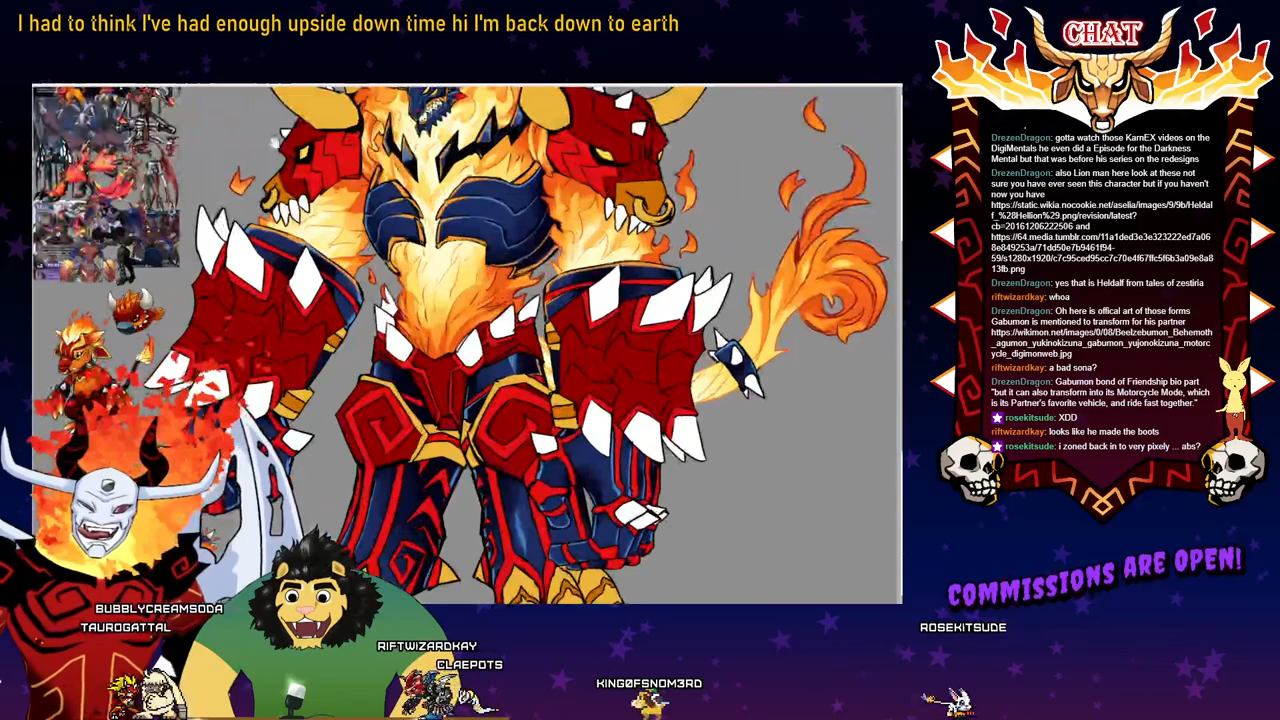 I had to think I've had enough upside down time hi I'm back down to earth
CHAT
DrezenDragon: gotta watch those KarnEX videos on the
DigiMentals he even did a Episode for the Darkness
Mental but that was before his series on the redesigns
DrezenDragon: also Lion man here look at these not
sure you have ever seen this character but if you haven't
now you have
https://static.wikia.nocookie.net/aselia/images/9/9b/Heldal
f_%28Hellion%29.png/revision/latest?
cb=20161206222506 and
https://64.media.tumblr.com/11a1ded3e3e323222ed7a06
8e849253a/71dd50e7b9461f94-
59/s1280x1920/c7c95ced95cc7c70e4f67ffc5f6b3a09e8a8
13fb.png
DrezenDragon: yes that is Heldalf from tales of zestiria
riftwizardkay: whoa
DrezenDragon: Oh here is offical art of those forms
Gabumon is mentioned to transform for his partner
https://wikimon.net/images/0/08/Beelzebumon_Behemoth
_agumon_yukinokizuna_gabumon_yujonokizuna_motorc
ycle_digimonweb.jpg
riftwizardkay: a bad sona?
DrezenDragon: Gabumon bond of Friendship bio part
"but it can also transform into its Motorcycle Mode, which
is its Partner's favorite vehicle, and ride fast together."
rosekitsude: XDD
riftwizardkay: looks like he made the boots
rosekitsude: i zoned back in to very pixely ... abs?
COMMISSIONS ARE OPEN!
BUBBLYCREAMSODA
TAUROGATTAL
RIFTWIZARDKAY
CLAEPOTS
KING0FSNOM3RD
ROSEKITSUDE